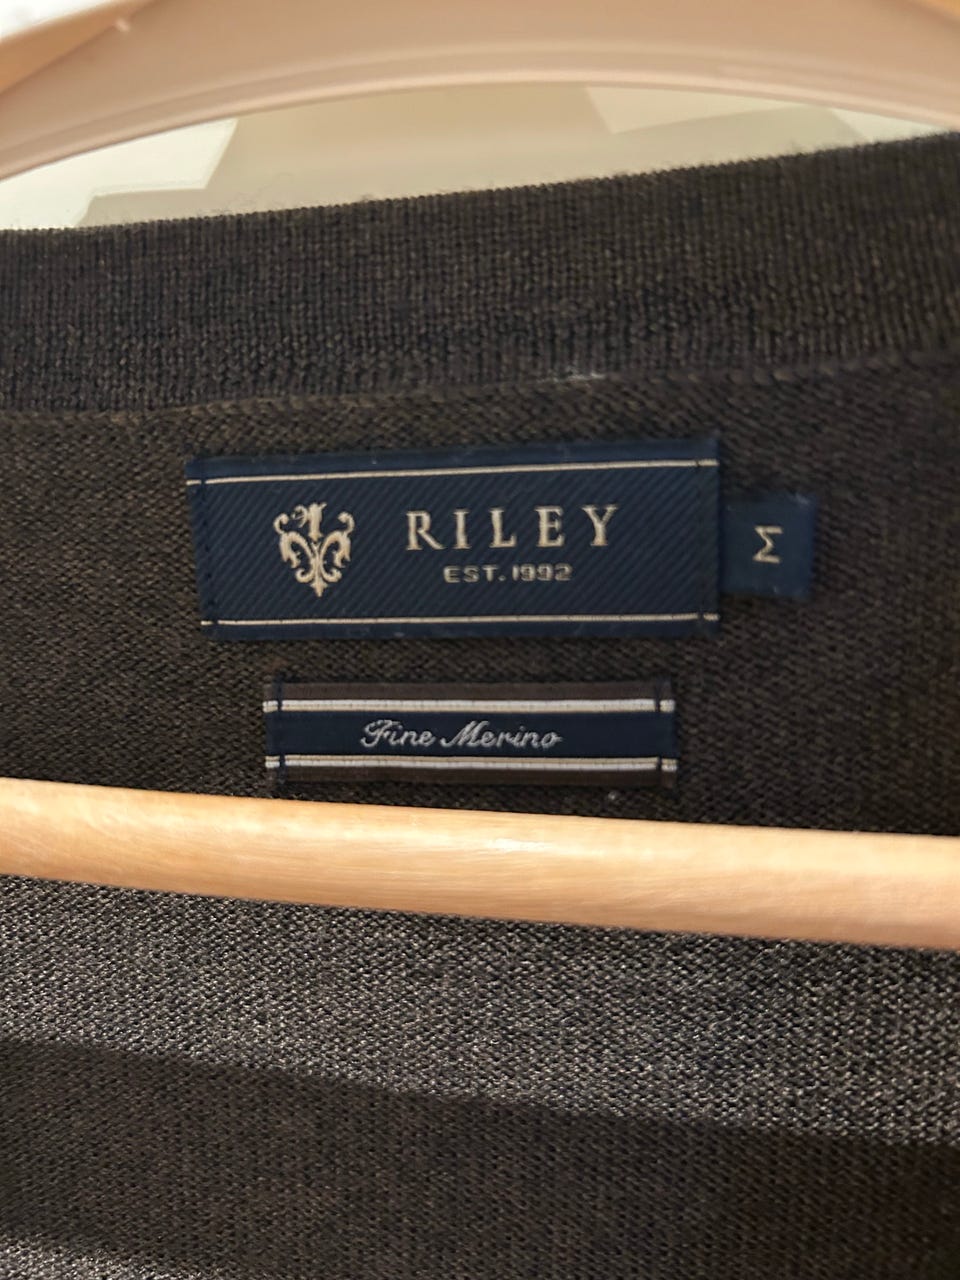 RILEY
EST. 1992
M
Fine Merino